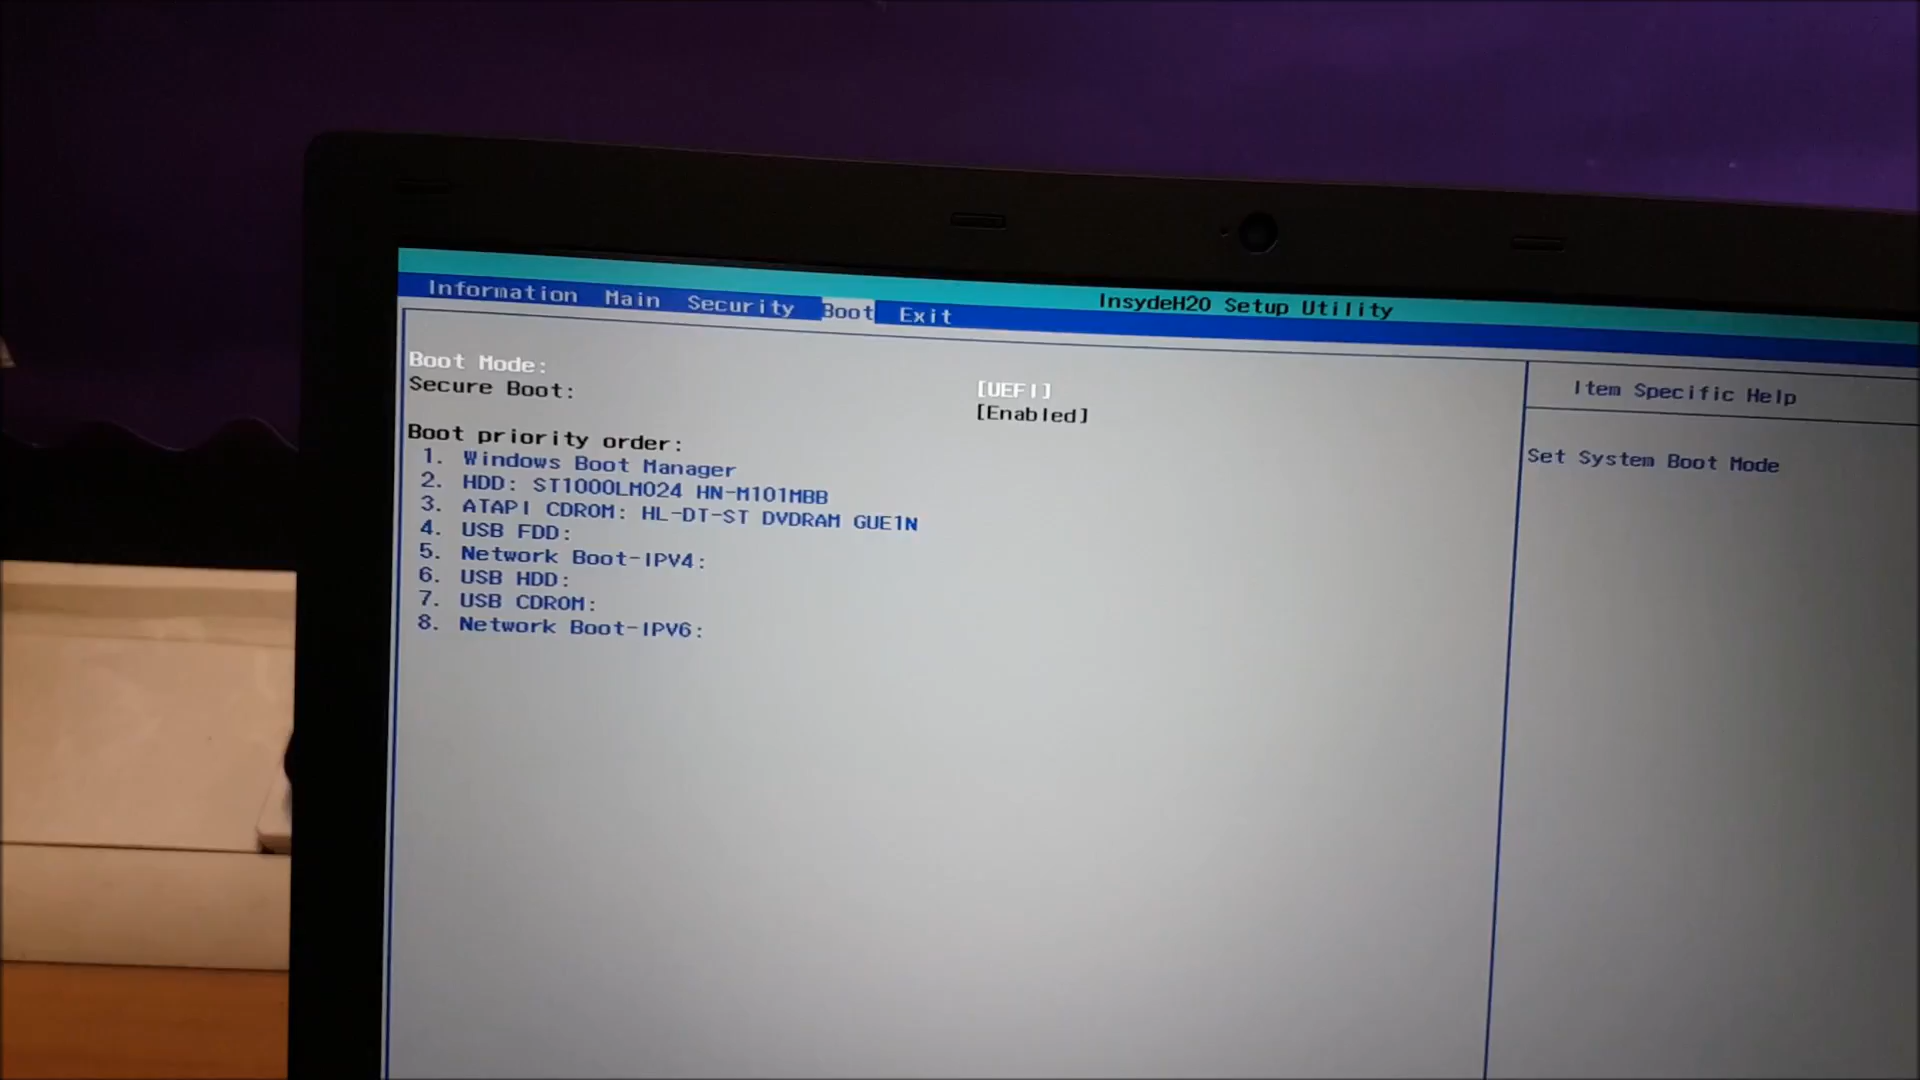 InsydeH20 Setup Utility
Information Main Security Boot Exit
Boot Mode: [UEFI]
Secure Boot: [Enabled]
Boot priority order:
1. Windows Boot Manager
2. HDD: ST1000LM024 HN-M101MBB
3. ATAPI CDROM: HL-DT-ST DVDRAM GUE1N
4. USB FDD:
5. Network Boot-IPV4:
6. USB HDD:
7. USB CDROM:
8. Network Boot-IPV6:
Item Specific Help
Set System Boot Mode